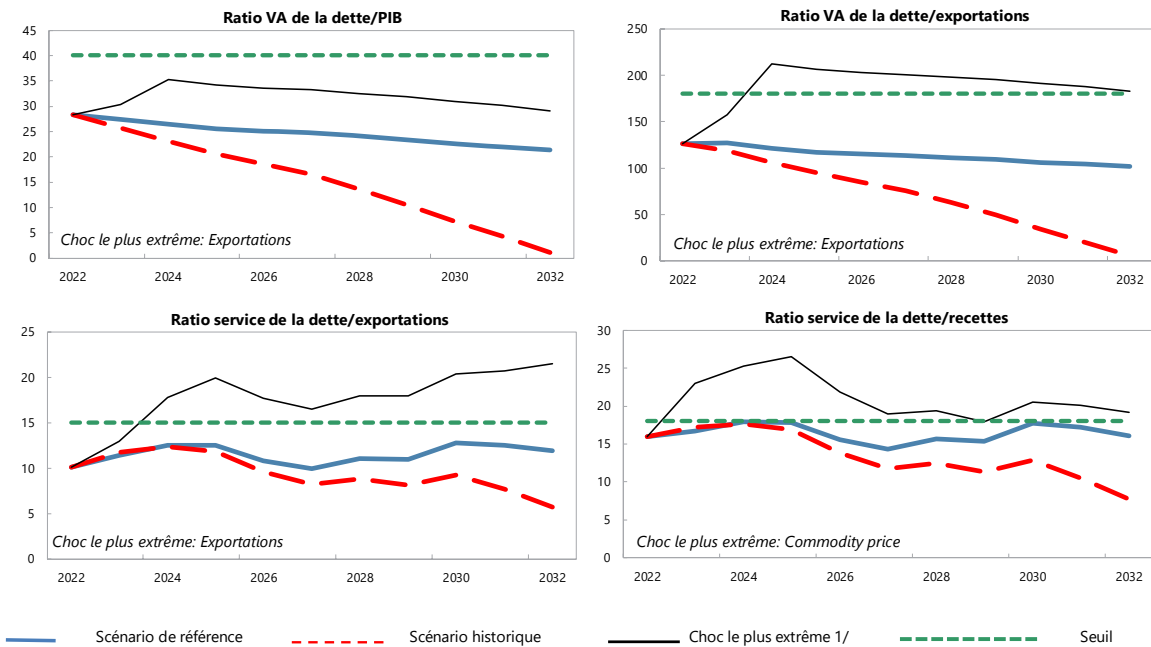 Ratio VA de la dette/PIB
45
40
35
30
25
20
15
10
5
0
Choc le plus extrême: Exportations
2022 2024 2026 2028 2030 2032
Ratio VA de la dette/exportations
250
200
150
100
50
0
Choc le plus extrême: Exportations
2022 2024 2026 2028 2030 2032
Ratio service de la dette/exportations
25
20
15
10
5
0
Choc le plus extrême: Exportations
2022 2024 2026 2028 2030 2032
Ratio service de la dette/recettes
30
25
20
15
10
5
0
Choc le plus extrême: Commodity price
2022 2024 2026 2028 2030 2032
Scénario de référence Scénario historique Choc le plus extrême 1/ Seuil